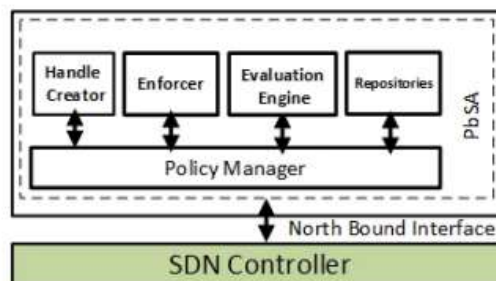 Handle
Creator
Enforcer
Evaluation
Engine
Repositories
PbSA
Policy Manager
North Bound Interface
SDN Controller